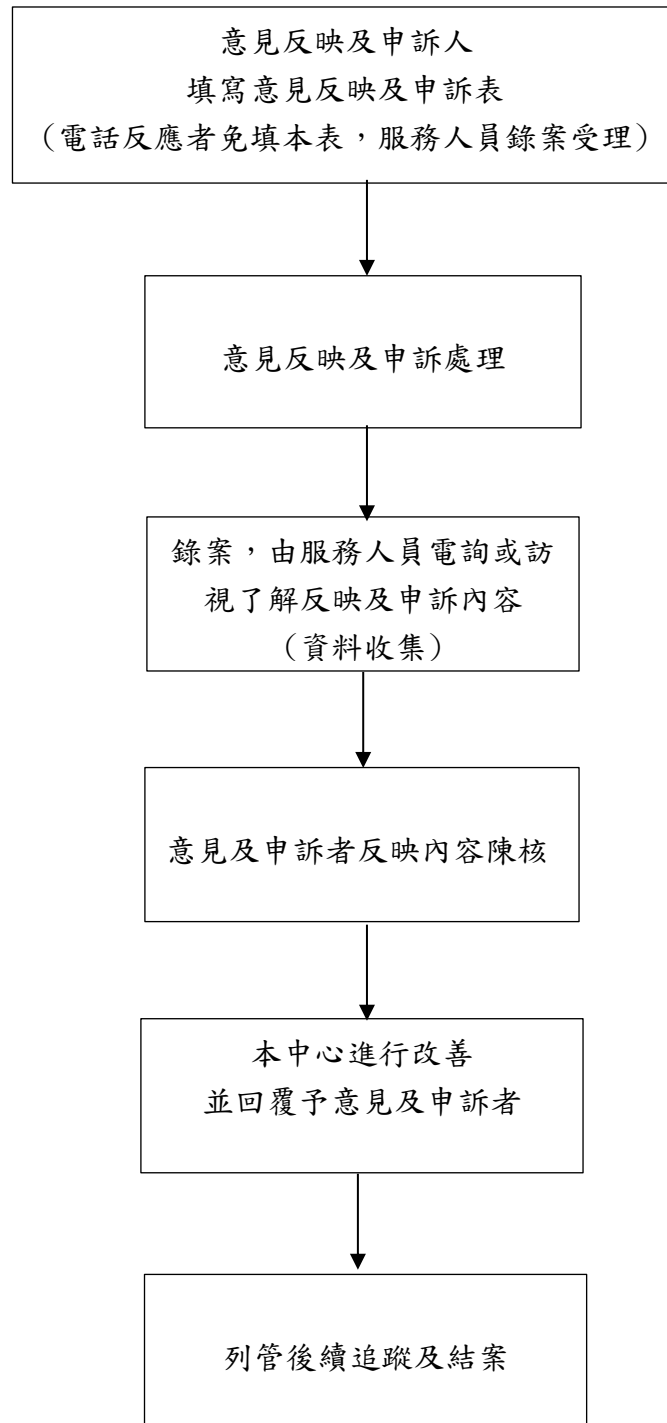 意見反映及申訴人
填寫意見反映及申訴表
（電話反應者免填本表，服務人員錄案受理）
意見反映及申訴處理
錄案，由服務人員電詢或訪
視了解反映及申訴內容
（資料收集）
意見及申訴者反映內容陳核
本中心進行改善
並回覆予意見及申訴者
列管後續追蹤及結案